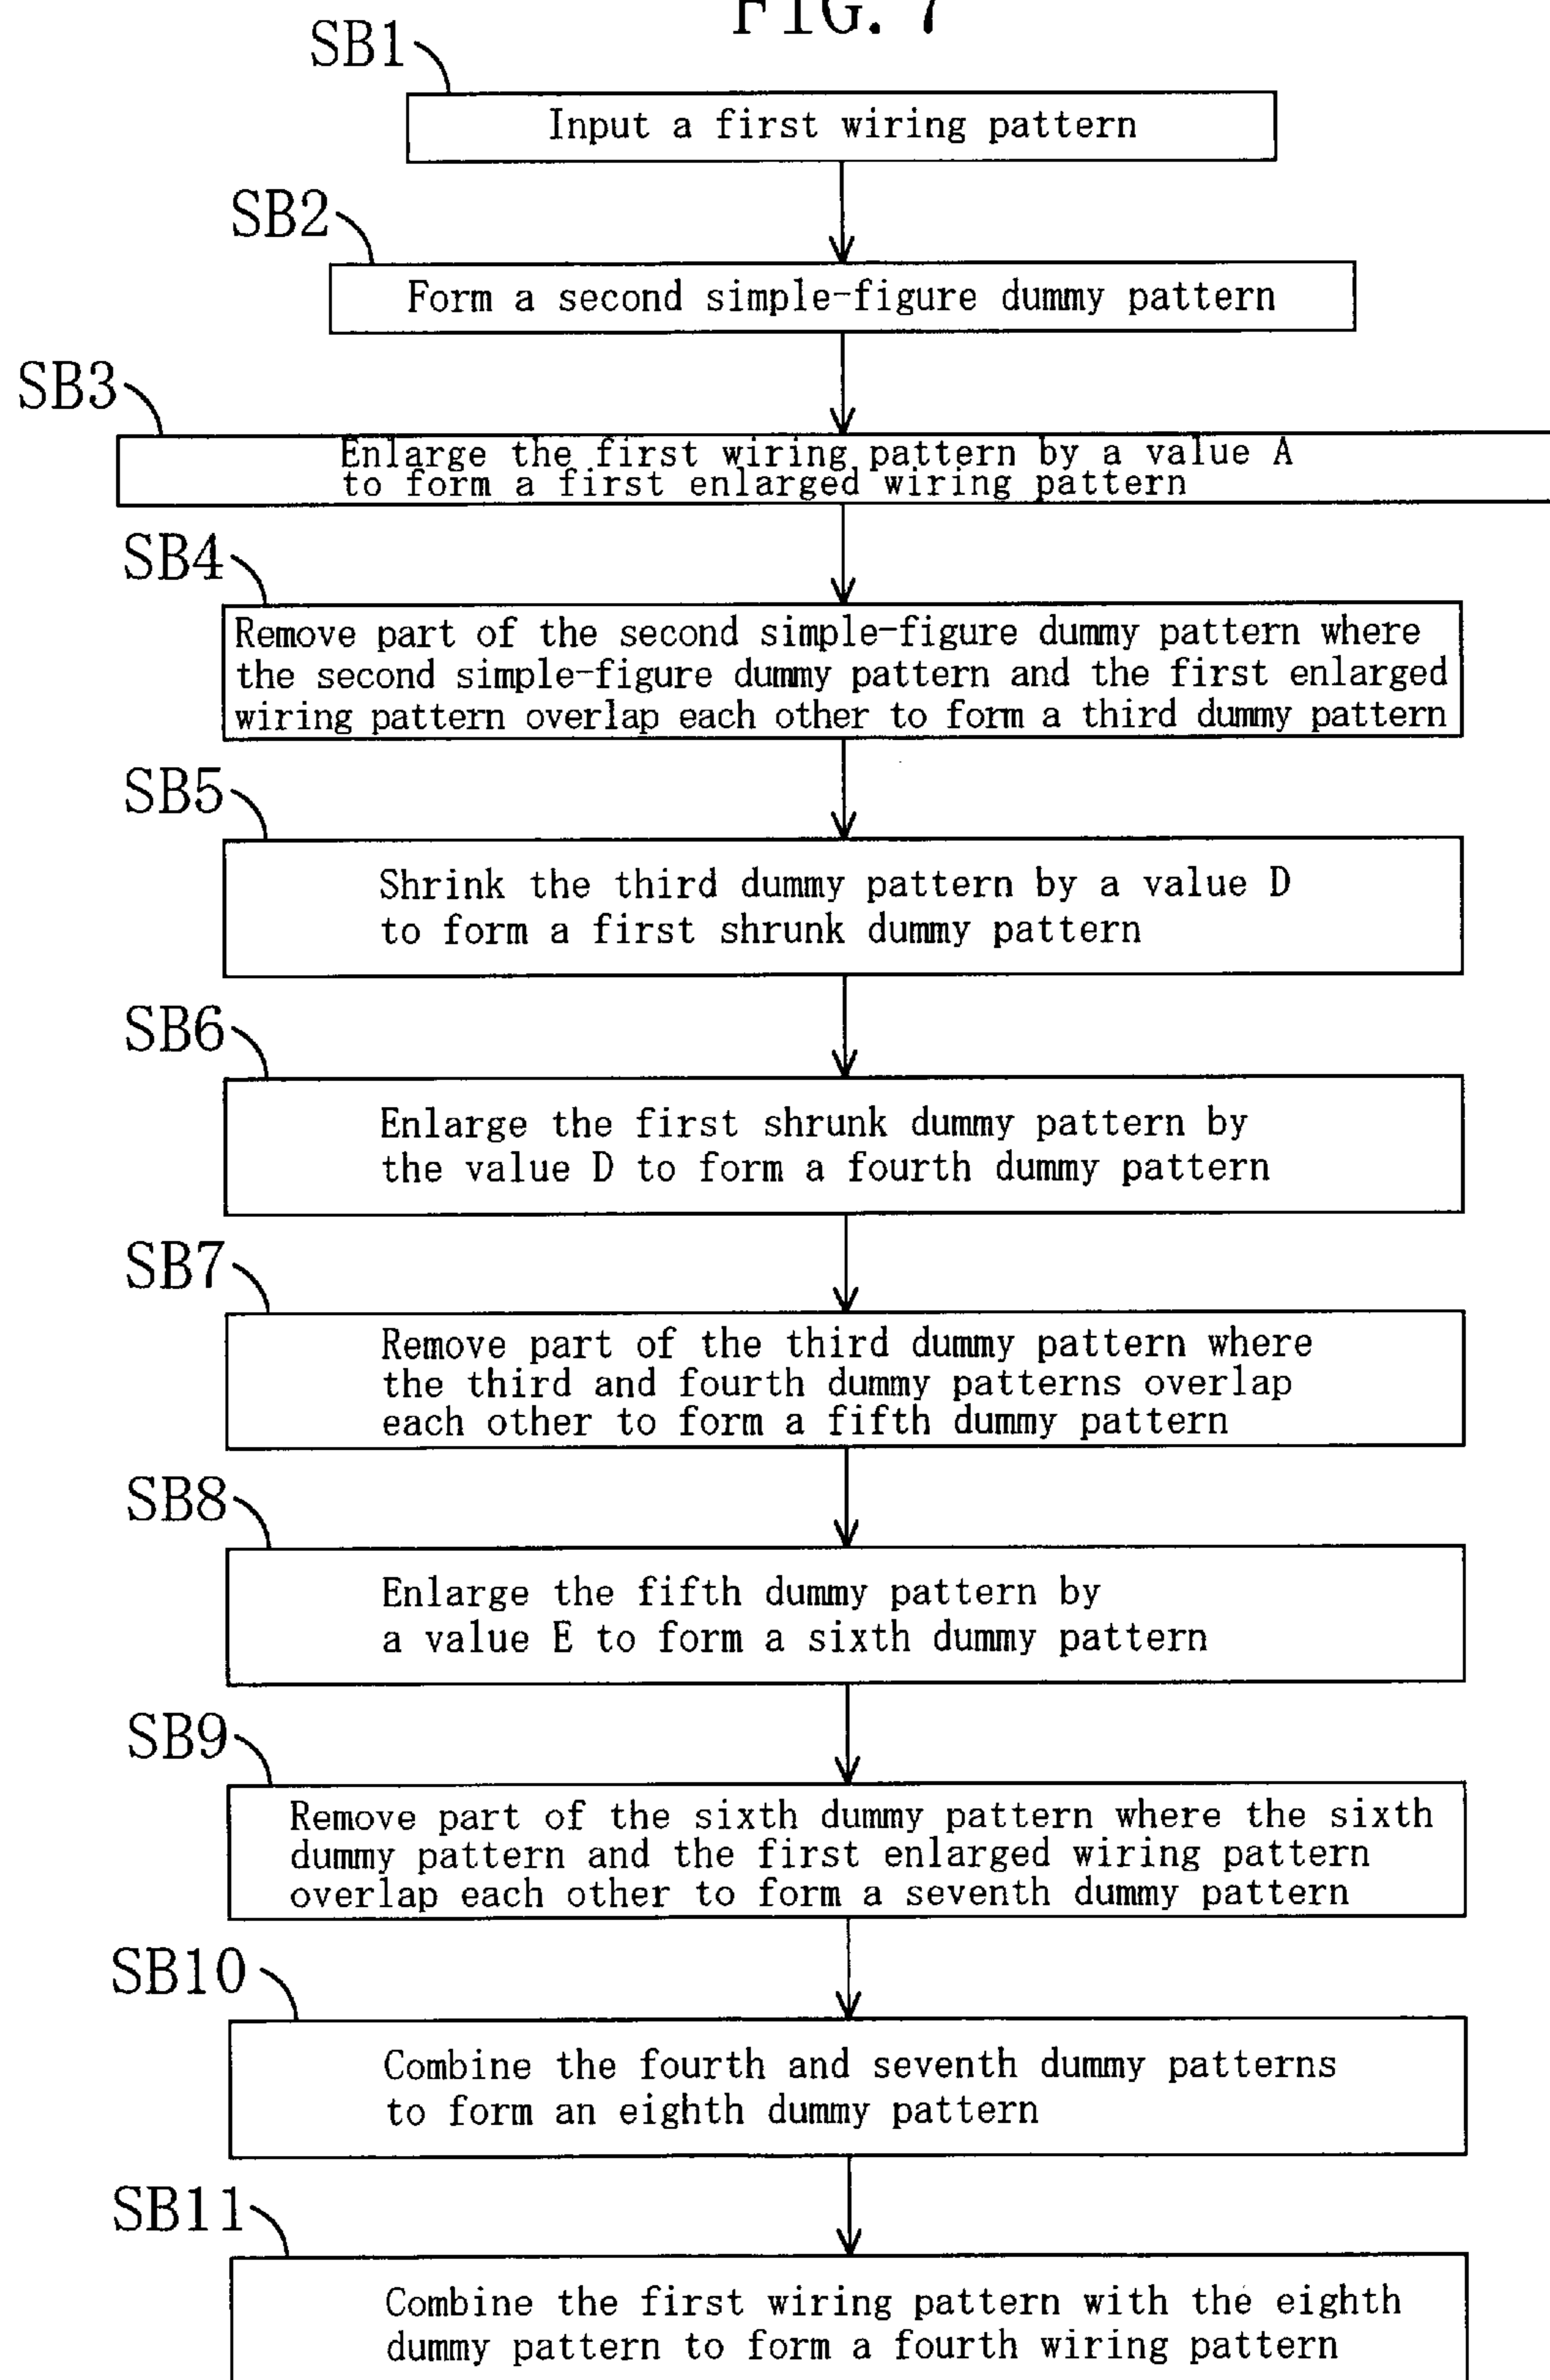 FIG. 7
SB1
Input a first wiring pattern
SB2
Form a second simple-figure dummy pattern
SB3
Enlarge the first wiring pattern by a value A
to form a first enlarged wiring pattern
SB4
Remove part of the second simple-figure dummy pattern where
the second simple-figure dummy pattern and the first enlarged
wiring pattern overlap each other to form a third dummy pattern
SB5
Shrink the third dummy pattern by a value D
to form a first shrunk dummy pattern
SB6
Enlarge the first shrunk dummy pattern by
the value D to form a fourth dummy pattern
SB7
Remove part of the third dummy pattern where
the third and fourth dummy patterns overlap
each other to form a fifth dummy pattern
SB8
Enlarge the fifth dummy pattern by
a value E to form a sixth dummy pattern
SB9
Remove part of the sixth dummy pattern where the sixth
dummy pattern and the first enlarged wiring pattern
overlap each other to form a seventh dummy pattern
SB10
Combine the fourth and seventh dummy patterns
to form an eighth dummy pattern
SB11
Combine the first wiring pattern with the eighth
dummy pattern to form a fourth wiring pattern